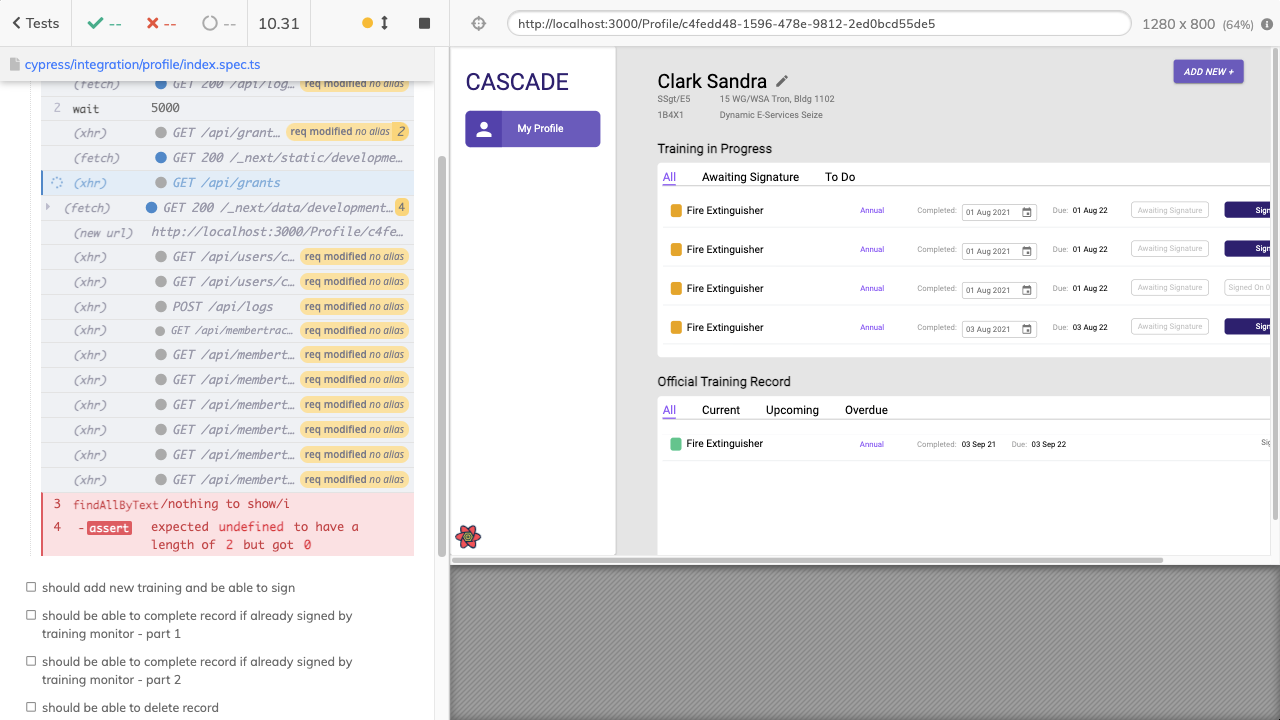 Tests
--
--
--
10.31
http://localhost:3000/Profile/c4fedd48-1596-478e-9812-2ed0bcd55de5
1280 x 800 (64%)
cypress/integration/profile/index.spec.ts
(fetch) GET 200 /api/log… req modified no alias
2 wait 5000
(xhr) GET /api/grant… req modified no alias 2
(fetch) GET 200 /_next/static/developme…
(xhr) GET /api/grants
(fetch) GET 200 /_next/data/development… 4
(new url) http://localhost:3000/Profile/c4fe…
(xhr) GET /api/users/c… req modified no alias
(xhr) GET /api/users/c… req modified no alias
(xhr) POST /api/logs req modified no alias
(xhr) GET /api/membertrac… req modified no alias
(xhr) GET /api/membert… req modified no alias
(xhr) GET /api/membert… req modified no alias
(xhr) GET /api/membert… req modified no alias
(xhr) GET /api/membert… req modified no alias
(xhr) GET /api/membert… req modified no alias
(xhr) GET /api/membert… req modified no alias
3 findAllByText /nothing to show/i
4 -assert expected undefined to have a
length of 2 but got 0
should add new training and be able to sign
should be able to complete record if already signed by
training monitor - part 1
should be able to complete record if already signed by
training monitor - part 2
should be able to delete record
CASCADE
My Profile
ADD NEW +
Clark Sandra
SSgt/E5 15 WG/WSA Tron, Bldg 1102
1B4X1 Dynamic E-Services Seize
Training in Progress
All Awaiting Signature To Do
Fire Extinguisher Annual Completed: 01 Aug 2021 Due: 01 Aug 22 Awaiting Signature Sign
Fire Extinguisher Annual Completed: 01 Aug 2021 Due: 01 Aug 22 Awaiting Signature Sign
Fire Extinguisher Annual Completed: 01 Aug 2021 Due: 01 Aug 22 Awaiting Signature Signed On 0
Fire Extinguisher Annual Completed: 03 Aug 2021 Due: 03 Aug 22 Awaiting Signature Sign
Official Training Record
All Current Upcoming Overdue
Fire Extinguisher Annual Completed: 03 Sep 21 Due: 03 Sep 22 Sig